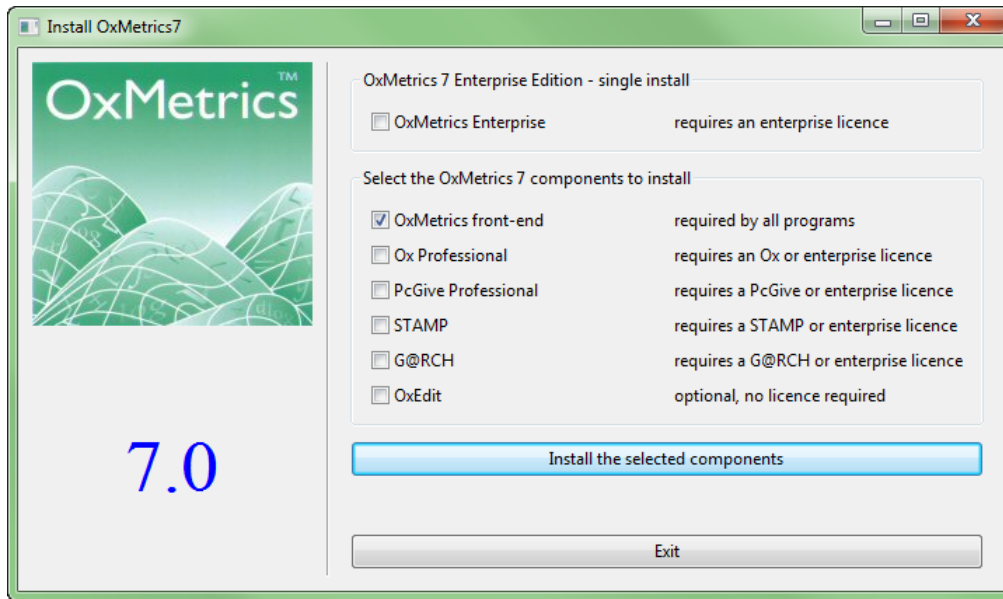 Install OxMetrics7
OxMetrics™
7.0
OxMetrics 7 Enterprise Edition - single install
OxMetrics Enterprise requires an enterprise licence
Select the OxMetrics 7 components to install
OxMetrics front-end required by all programs
Ox Professional requires an Ox or enterprise licence
PcGive Professional requires a PcGive or enterprise licence
STAMP requires a STAMP or enterprise licence
G@RCH requires a G@RCH or enterprise licence
OxEdit optional, no licence required
Install the selected components
Exit